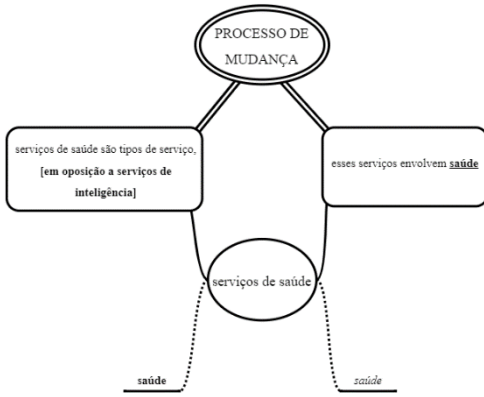 PROCESSO DE
MUDANÇA
serviços de saúde são tipos de serviço,
[em oposição a serviços de
inteligência]
esses serviços envolvem saúde
serviços de saúde
saúde
saúde